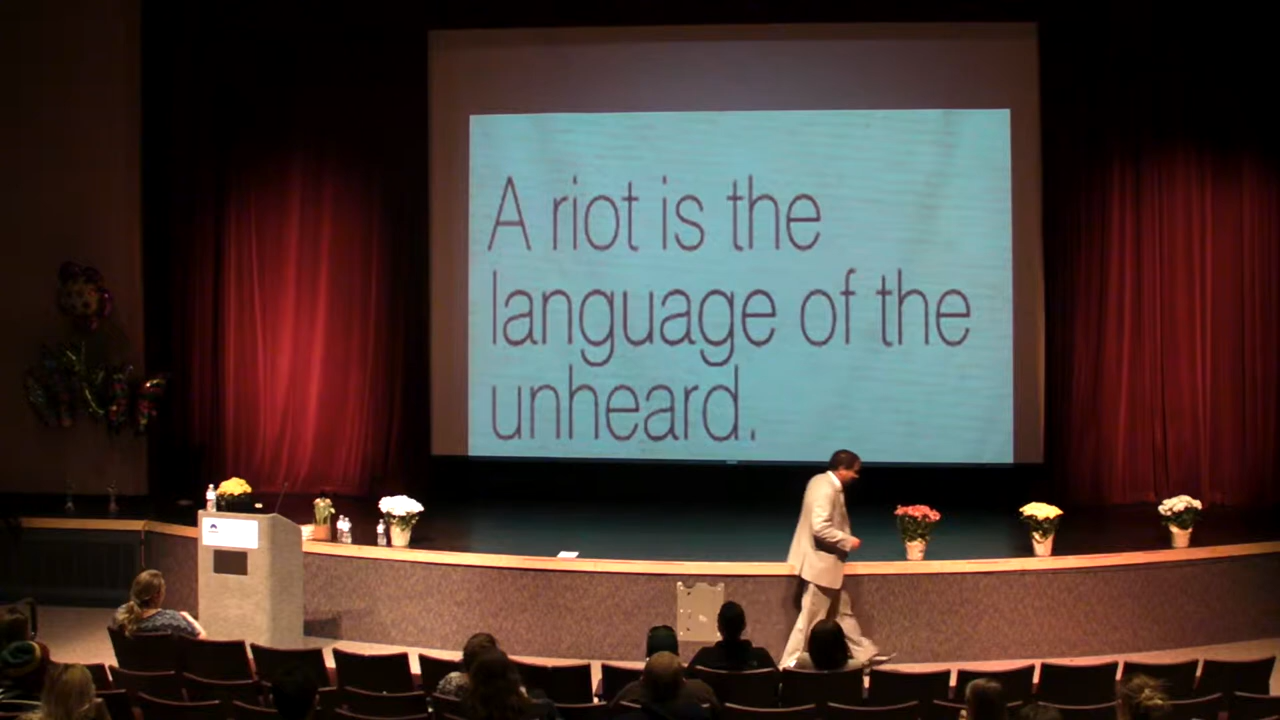 A riot is the
language of the
unheard.